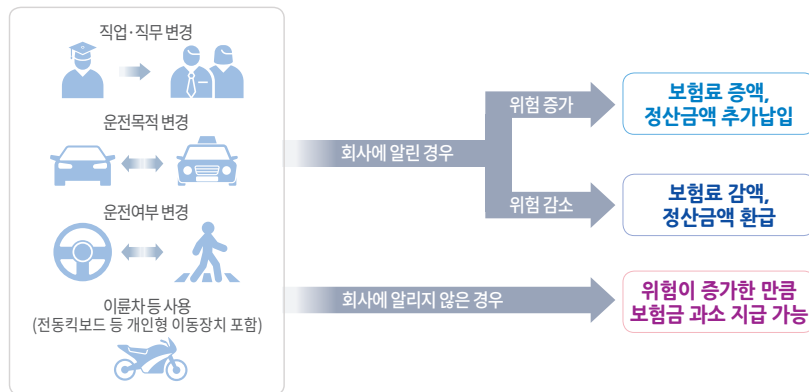 직업·직무 변경
운전목적 변경
운전여부 변경
이륜차 등 사용
(전동킥보드 등 개인형 이동장치 포함)
회사에 알린 경우
위험 증가
보험료 증액,
정산금액 추가납입
위험 감소
보험료 감액,
정산금액 환급
회사에 알리지 않은 경우
위험이 증가한 만큼
보험금 과소 지급 가능